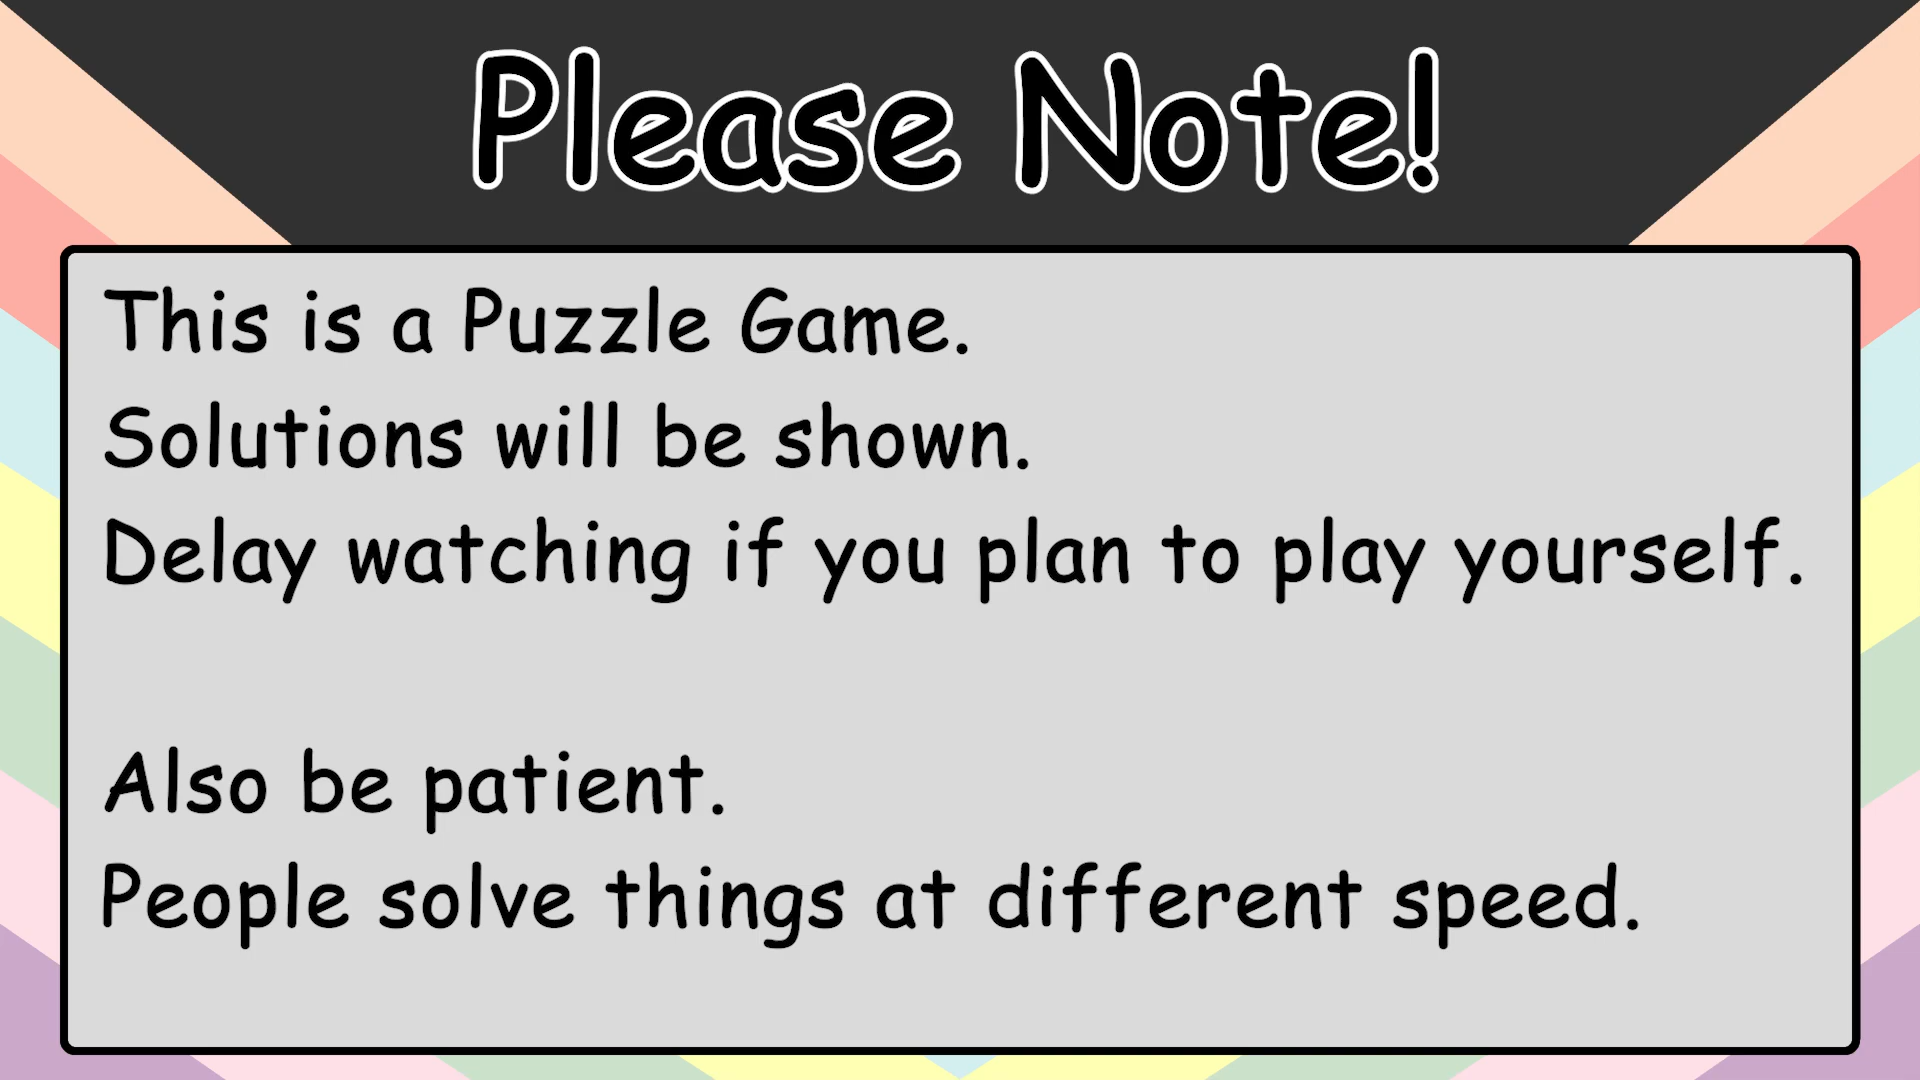 Please Note!
This is a Puzzle Game.
Solutions will be shown.
Delay watching if you plan to play yourself.
Also be patient.
People solve things at different speed.